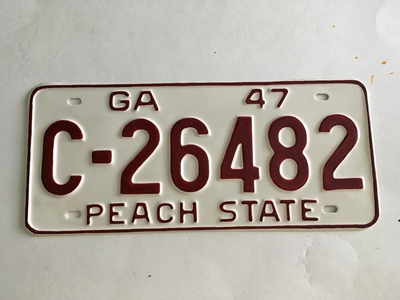 GA 47
C-26482
PEACH STATE